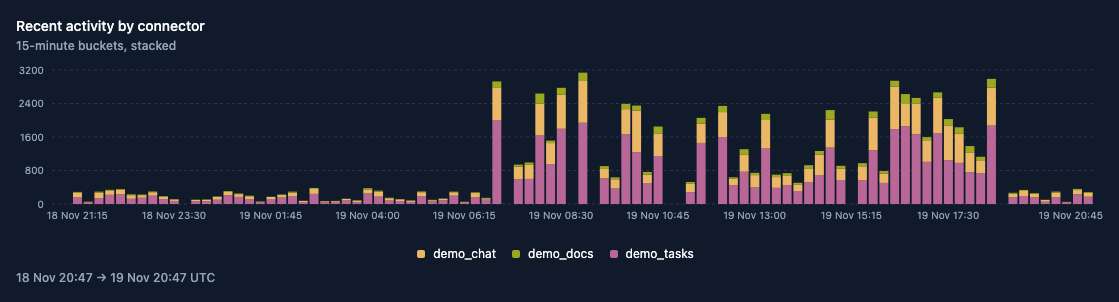 Recent activity by connector
15-minute buckets, stacked
3200
2400
1600
800
0
18 Nov 21:15 18 Nov 23:30 19 Nov 01:45 19 Nov 04:00 19 Nov 06:15 19 Nov 08:30 19 Nov 10:45 19 Nov 13:00 19 Nov 15:15 19 Nov 17:30 19 Nov 20:45
demo_chat demo_docs demo_tasks
18 Nov 20:47 → 19 Nov 20:47 UTC